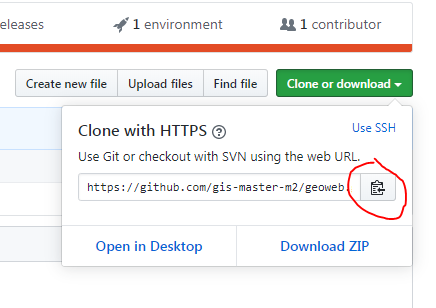 eleases
1 environment
1 contributor
Create new file
Upload files
Find file
Clone or download
Clone with HTTPS
Use SSH
Use Git or checkout with SVN using the web URL.
https://github.com/gis-master-m2/geoweb.
Open in Desktop
Download ZIP